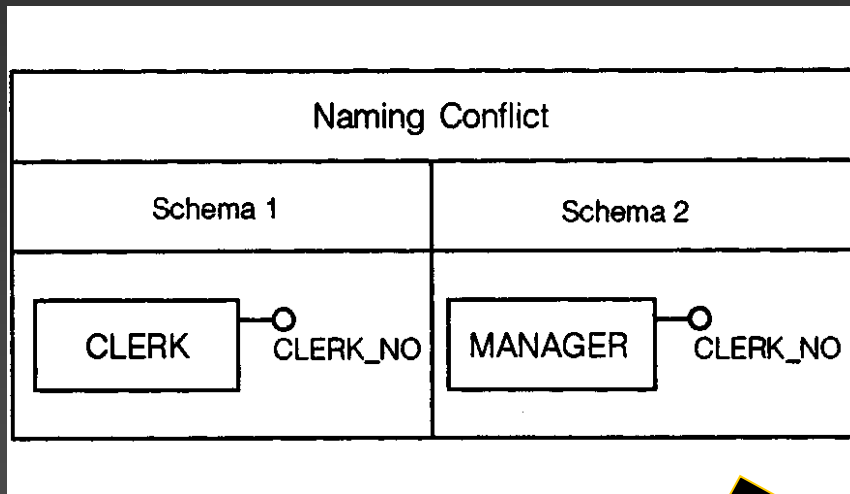 Naming Conflict
Schema 1
Schema 2
CLERK
CLERK_NO
MANAGER
CLERK_NO